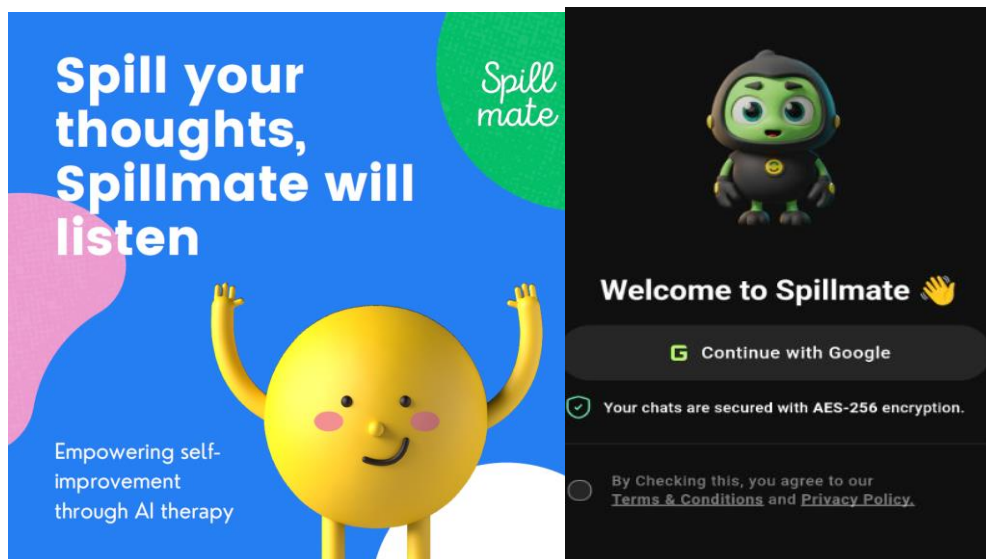 Spill your
thoughts,
Spillmate will
listen
Spill
mate
Empowering self-
improvement
through AI therapy
Welcome to Spillmate 👋
G Continue with Google
Your chats are secured with AES-256 encryption.
By Checking this, you agree to our
Terms & Conditions and Privacy Policy.